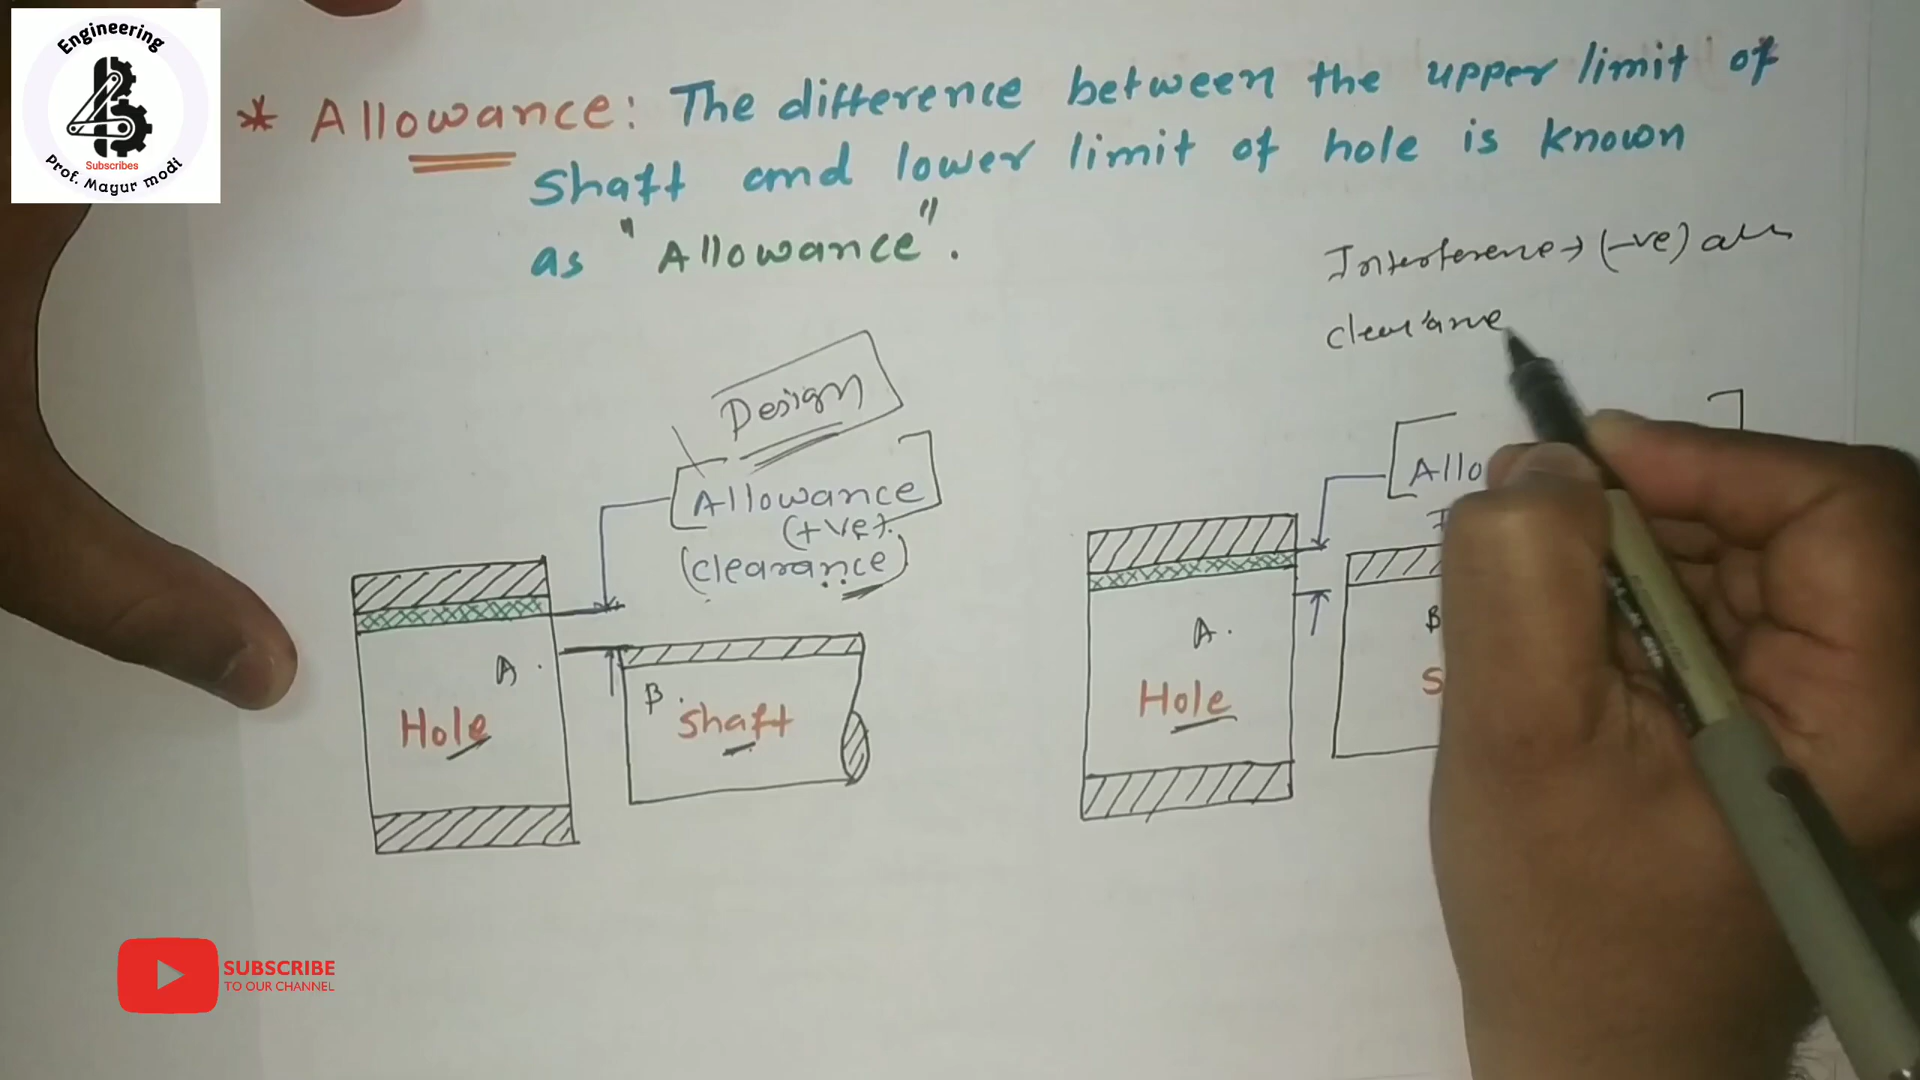 Engineering
Subscribes
Prof. Mayur modi
* Allowance: The difference between the upper limit of
shaft and lower limit of hole is known
as "Allowance".
Interference → (-ve) all
clearance
Design
Allowance
(+ve)
(clearance)
Allo
A.
Hole
B.
shaft
A.
Hole
B
S
SUBSCRIBE
TO OUR CHANNEL